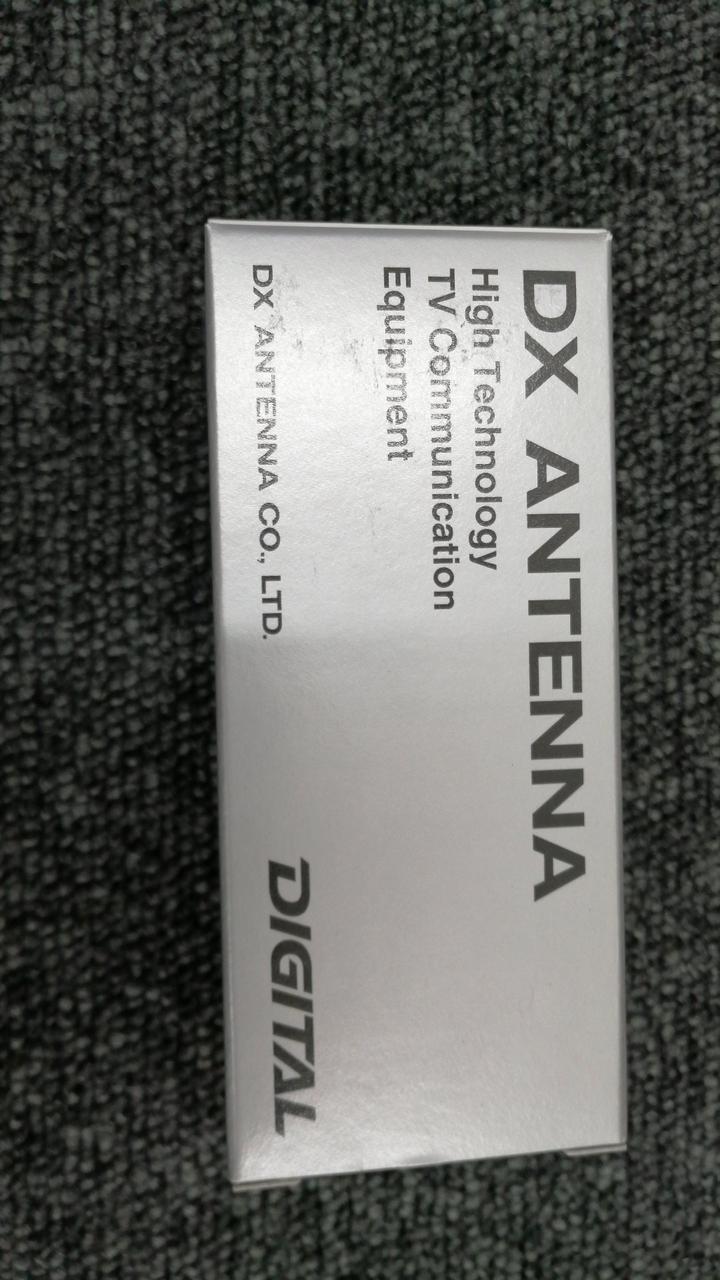 DX ANTENNA
High Technology
TV Communication
Equipment
DX ANTENNA CO., LTD.
DIGITAL